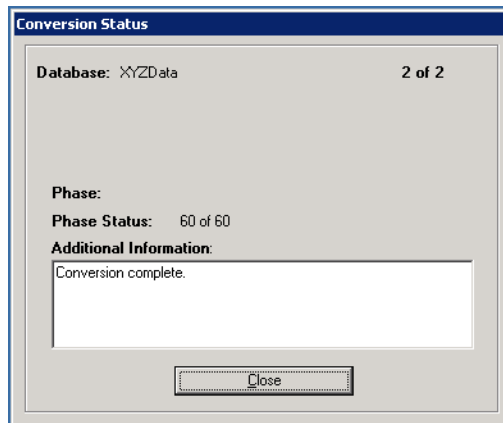 Conversion Status
Database: XYZData 2 of 2
Phase:
Phase Status: 60 of 60
Additional Information:
Conversion complete.
Close